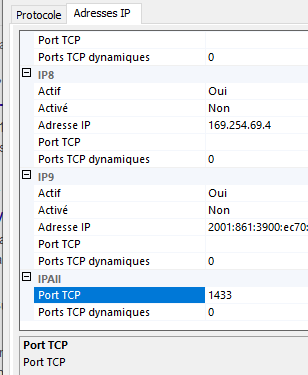 Protocole Adresses IP
Port TCP
Ports TCP dynamiques 0
IP8
Actif Oui
Activé Non
Adresse IP 169.254.69.4
Port TCP
Ports TCP dynamiques 0
IP9
Actif Oui
Activé Non
Adresse IP 2001:861:3900:ec70:
Port TCP
Ports TCP dynamiques 0
IPAll
Port TCP 1433
Ports TCP dynamiques 0
Port TCP
Port TCP